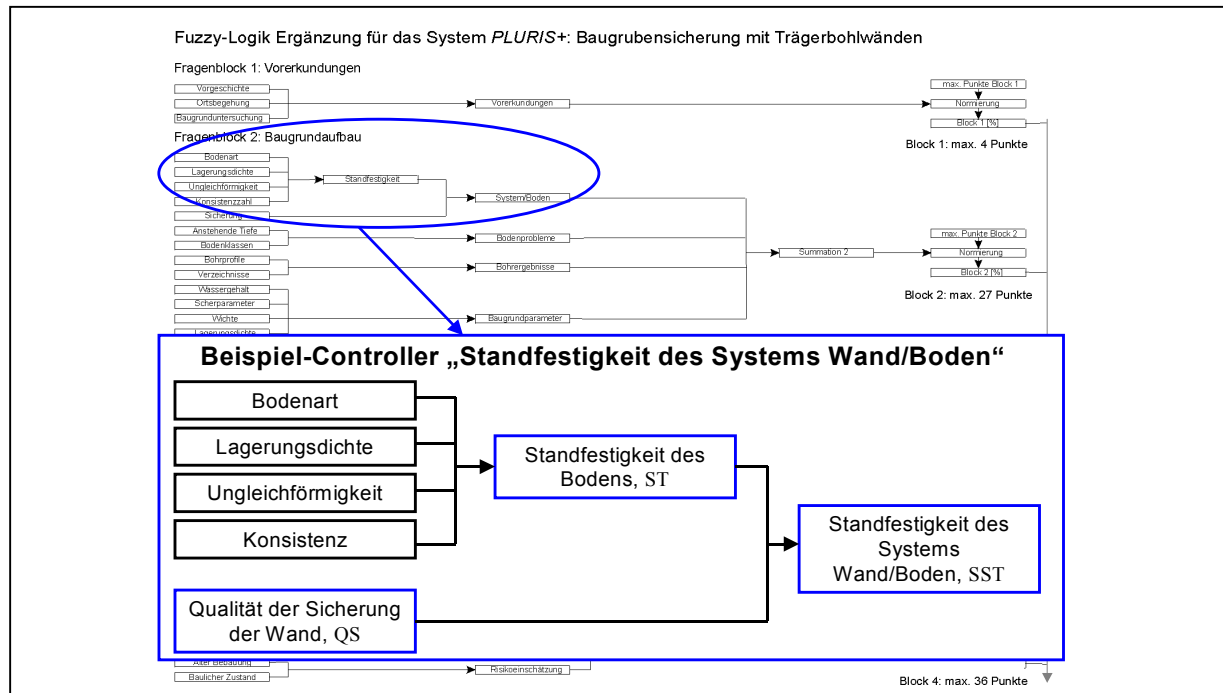 Fuzzy-Logik Ergänzung für das System PLURIS+: Baugrubensicherung mit Trägerbohlwänden
Fragenblock 1: Vorerkundungen
Vorgeschichte
Ortsbegehung
Baugrunduntersuchung
Vorerkundungen
max. Punkte Block 1
Normierung
Block 1 [%]
Block 1: max. 4 Punkte
Fragenblock 2: Baugrundaufbau
Bodenart
Lagerungsdichte
Ungleichförmigkeit
Konsistenzzahl
Sicherung
Standfestigkeit
System/Boden
Anstehende Tiefe
Bodenklassen
Bodenprobleme
Bohrprofile
Verzeichnisse
Bohrergebnisse
Wassergehalt
Scherparameter
Wichte
Lagerungsdichte
Baugrundparameter
Summation 2
max. Punkte Block 2
Normierung
Block 2 [%]
Block 2: max. 27 Punkte
Beispiel-Controller „Standfestigkeit des Systems Wand/Boden“
Bodenart
Lagerungsdichte
Ungleichförmigkeit
Konsistenz
Standfestigkeit des
Bodens, ST
Qualität der Sicherung
der Wand, QS
Standfestigkeit des
Systems
Wand/Boden, SST
Alter Bebauung
Baulicher Zustand
Risikoeinschätzung
Block 4: max. 36 Punkte